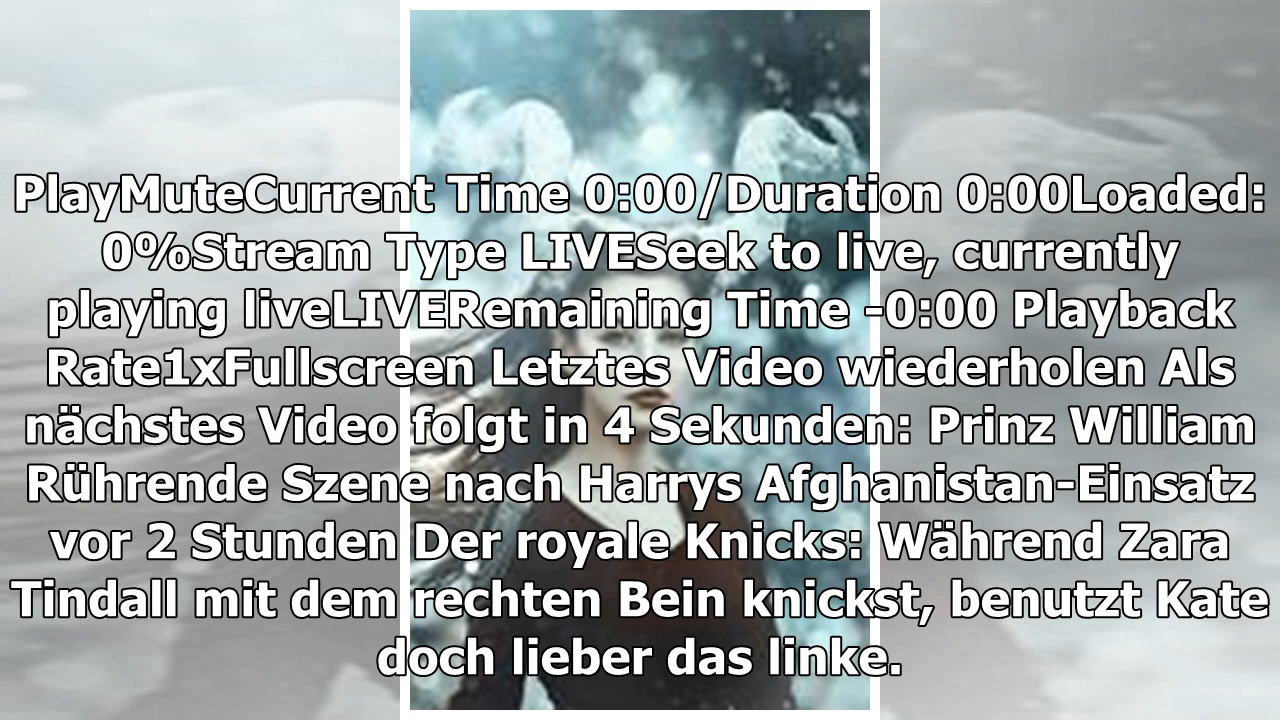 PlayMuteCurrent Time 0:00/Duration 0:00Loaded:
0%Stream Type LIVESeek to live, currently
playing liveLIVERemaining Time -0:00 Playback
Rate1xFullscreen Letztes Video wiederholen Als
nächstes Video folgt in 4 Sekunden: Prinz William
Rührende Szene nach Harrys Afghanistan-Einsatz
vor 2 Stunden Der royale Knicks: Während Zara
Tindall mit dem rechten Bein knickst, benutzt Kate
doch lieber das linke.